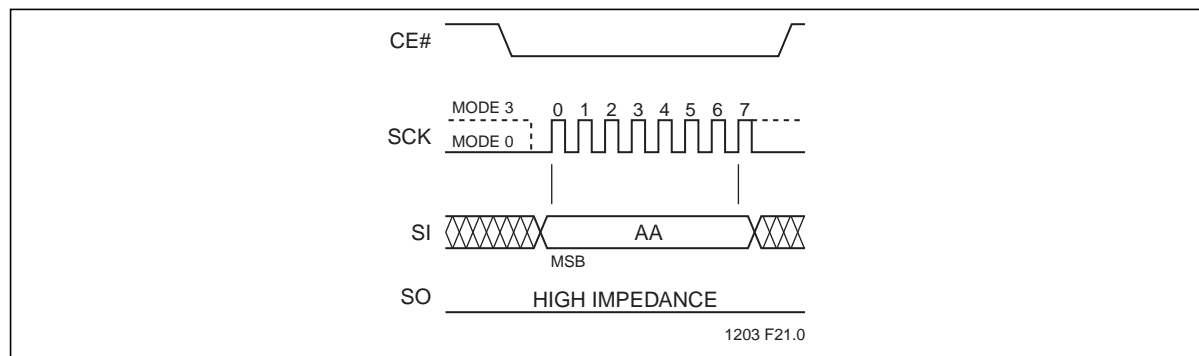 CE#
MODE 3 0 1 2 3 4 5 6 7
SCK
MODE 0
SI AA
MSB
SO HIGH IMPEDANCE
1203 F21.0